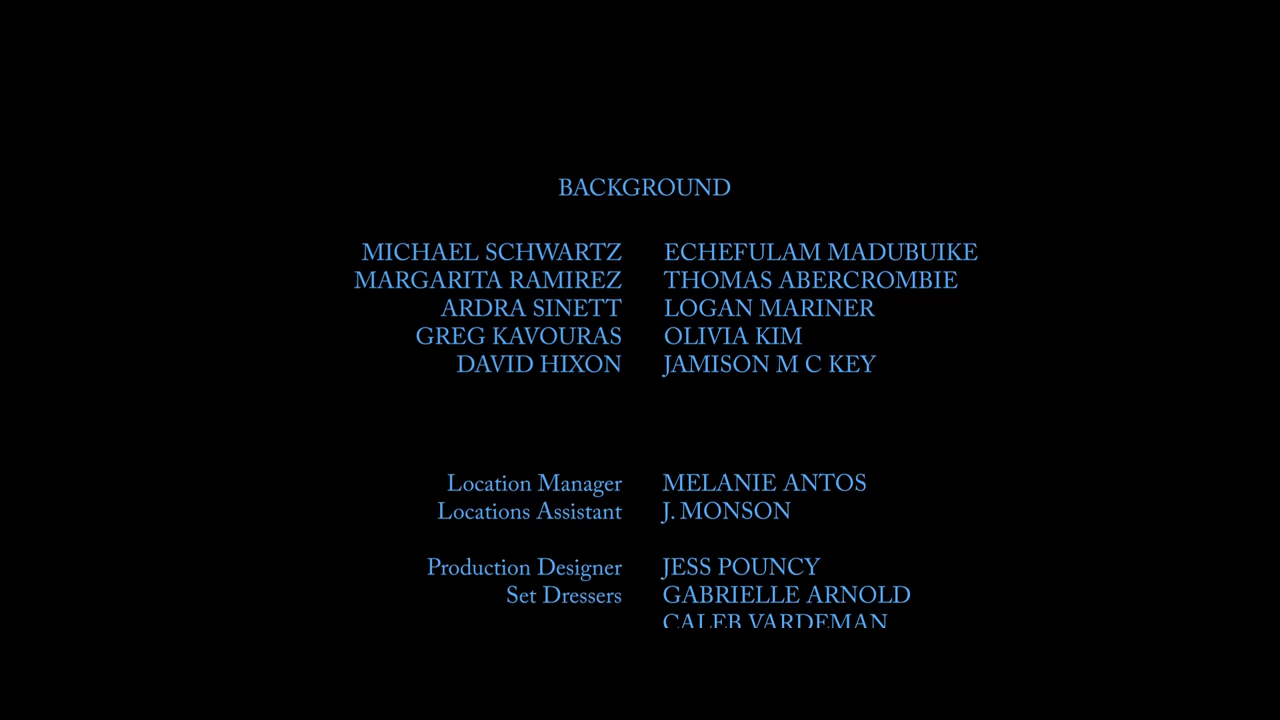 BACKGROUND
MICHAEL SCHWARTZ ECHEFULAM MADUBUIKE
MARGARITA RAMIREZ THOMAS ABERCROMBIE
ARDRA SINETT LOGAN MARINER
GREG KAVOURAS OLIVIA KIM
DAVID HIXON JAMISON M C KEY
Location Manager MELANIE ANTOS
Locations Assistant J. MONSON
Production Designer JESS POUNCY
Set Dressers GABRIELLE ARNOLD
CALEB VARDEMAN